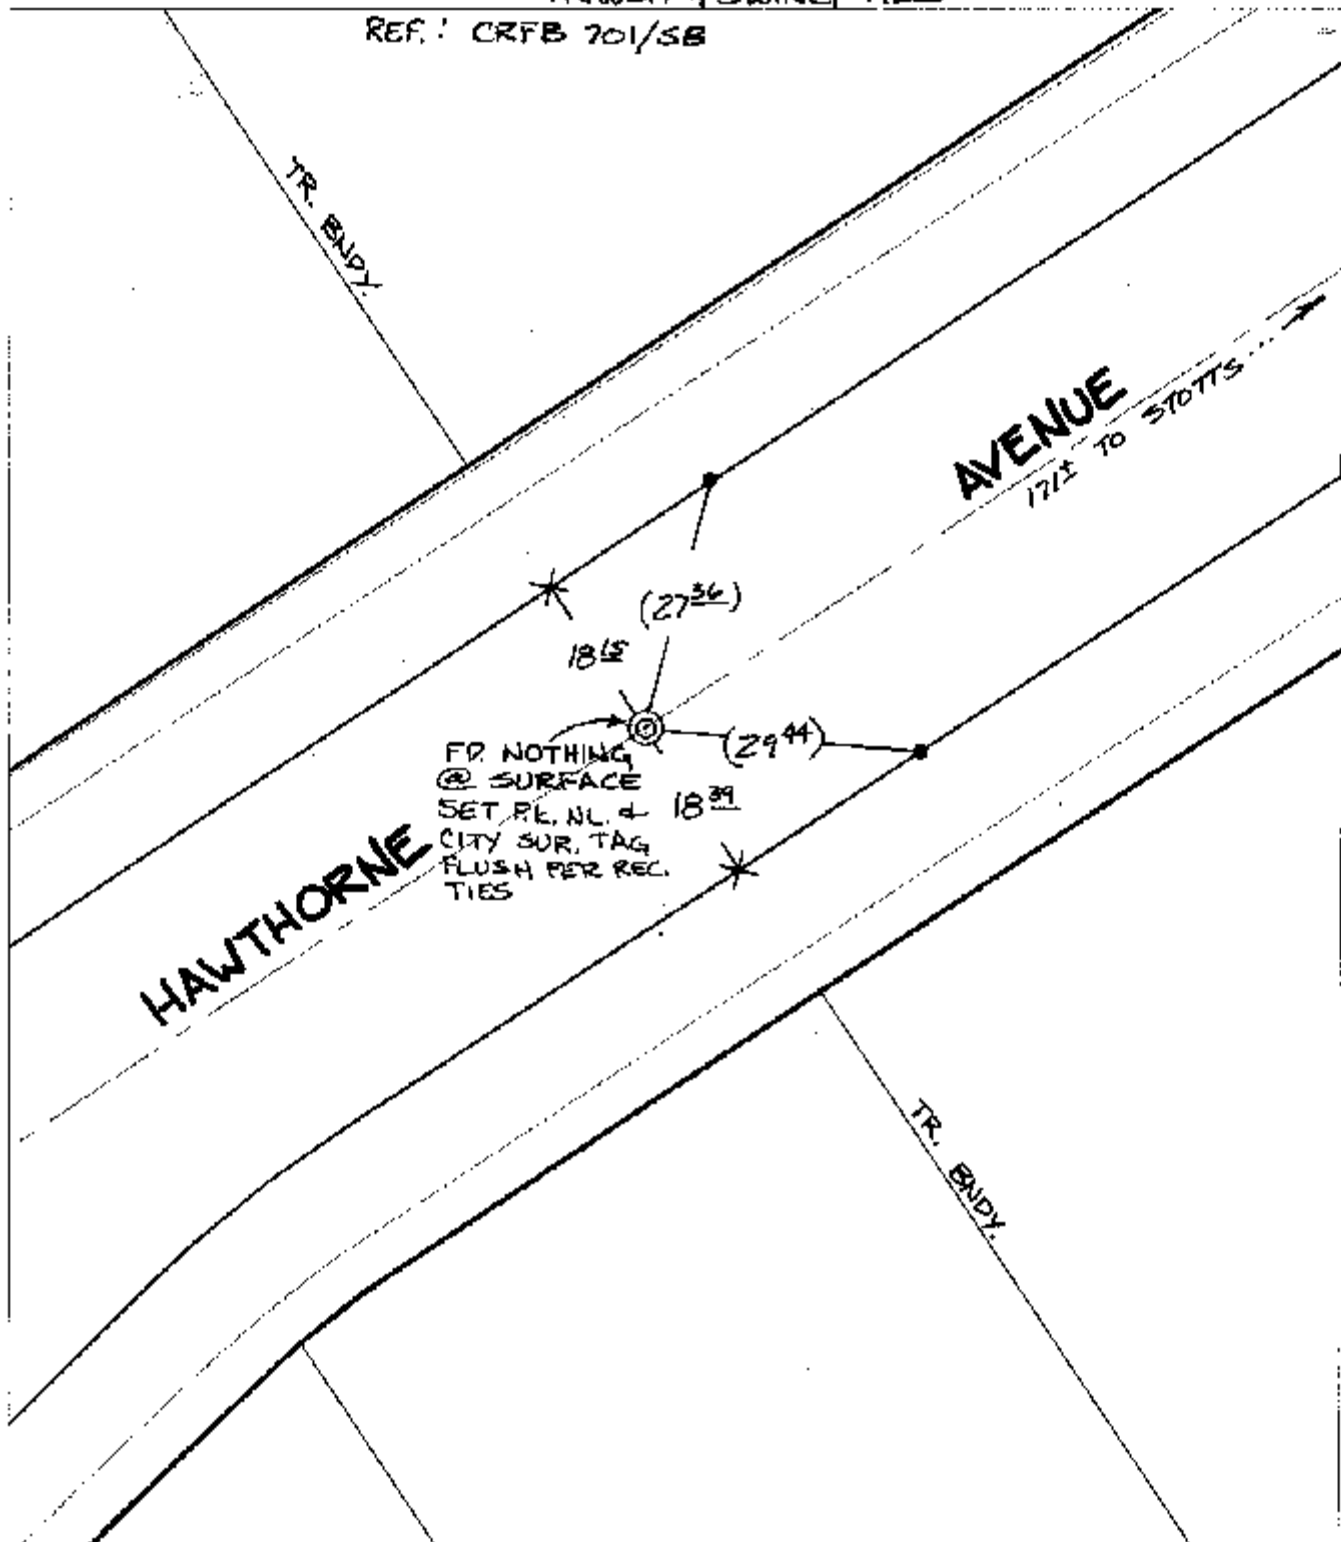 REF.: CRFB 701/5B
TR. BNDY.
AVENUE
171± TO STOTTS...
(27 36)
18 15
(29 44)
FD. NOTHING
@ SURFACE
SET P.K. NL. &
CITY SUR. TAG
FLUSH PER REC.
TIES
18 39
HAWTHORNE
TR. BNDY.